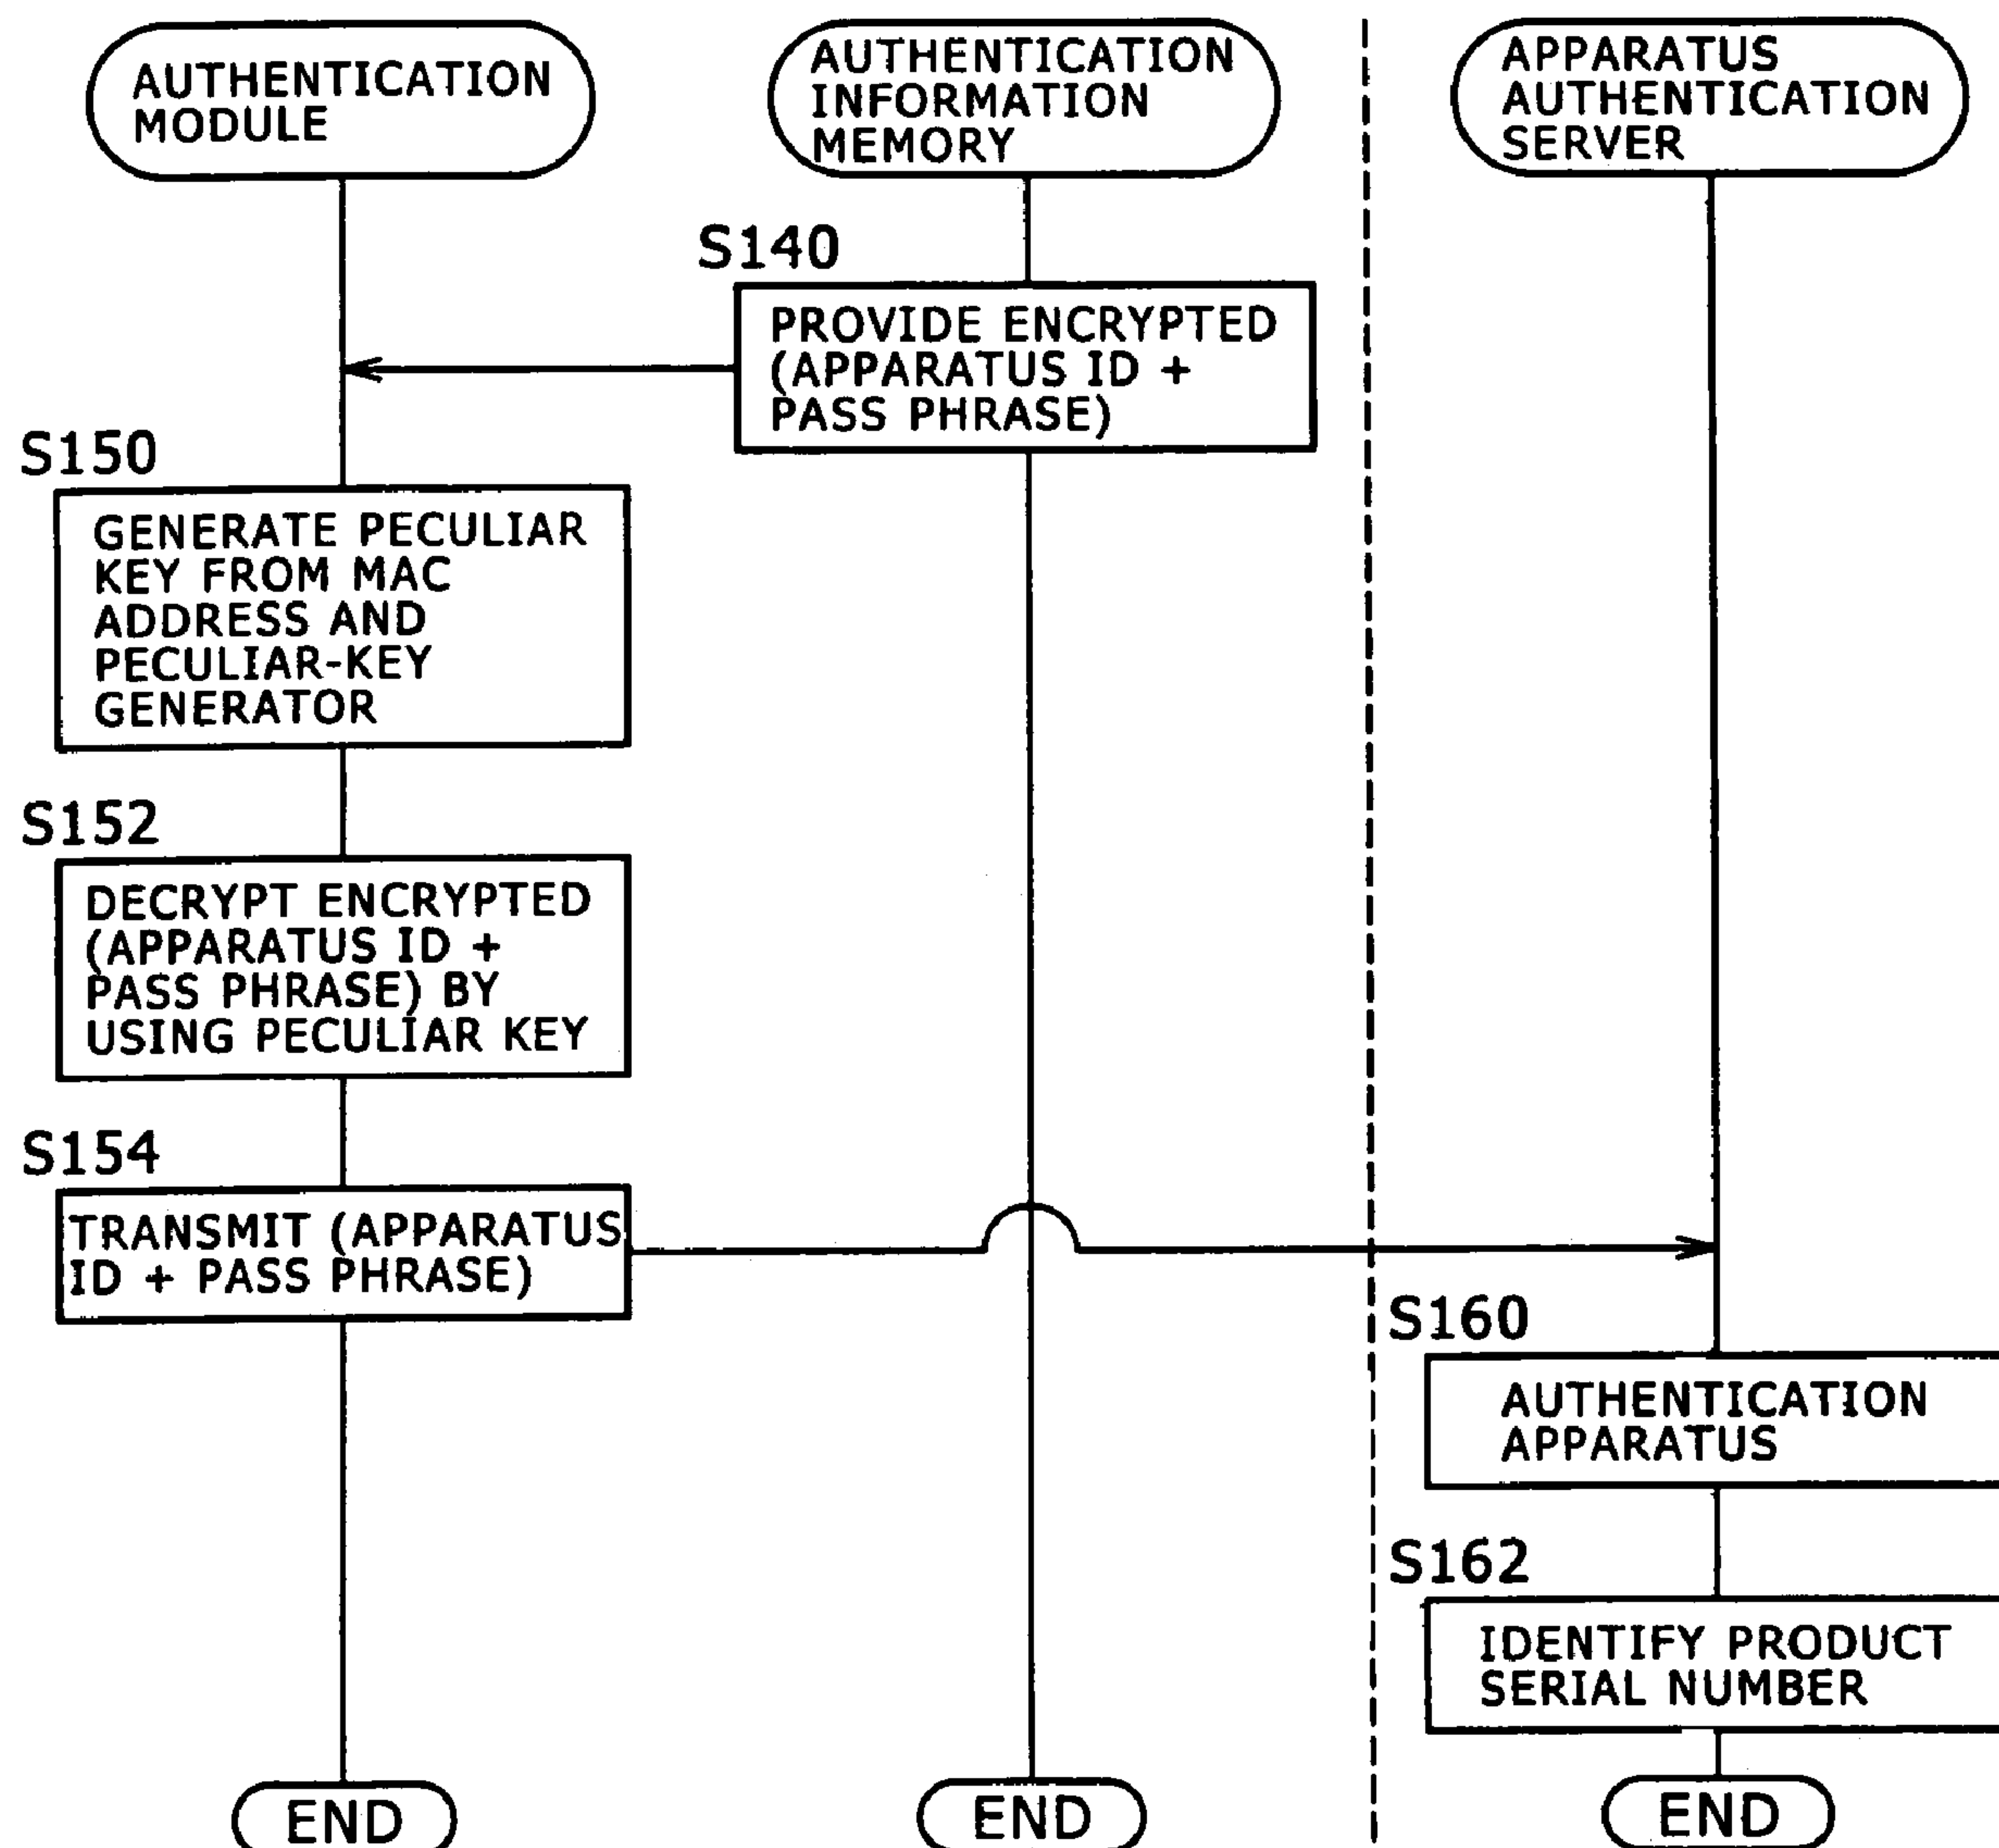 AUTHENTICATION
MODULE
AUTHENTICATION
INFORMATION
MEMORY
APPARATUS
AUTHENTICATION
SERVER
S140
PROVIDE ENCRYPTED
(APPARATUS ID +
PASS PHRASE)
S150
GENERATE PECULIAR
KEY FROM MAC
ADDRESS AND
PECULIAR-KEY
GENERATOR
S152
DECRYPT ENCRYPTED
(APPARATUS ID +
PASS PHRASE) BY
USING PECULIAR KEY
S154
TRANSMIT (APPARATUS
ID + PASS PHRASE)
S160
AUTHENTICATION
APPARATUS
S162
IDENTIFY PRODUCT
SERIAL NUMBER
END
END
END